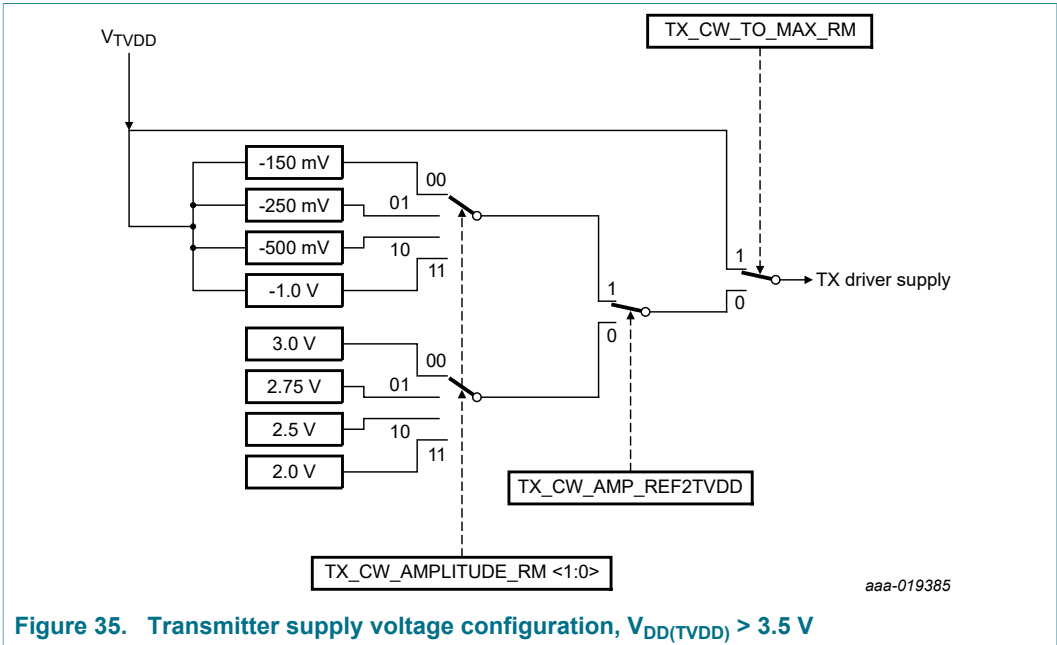 V_TVDD
TX_CW_TO_MAX_RM
-150 mV
00
-250 mV
01
-500 mV
10
11
-1.0 V
1
TX driver supply
1
0
0
3.0 V
00
2.75 V
01
2.5 V
10
11
2.0 V
TX_CW_AMP_REF2TVDD
TX_CW_AMPLITUDE_RM <1:0>
aaa-019385
Figure 35. Transmitter supply voltage configuration, V_DD(TVDD) > 3.5 V